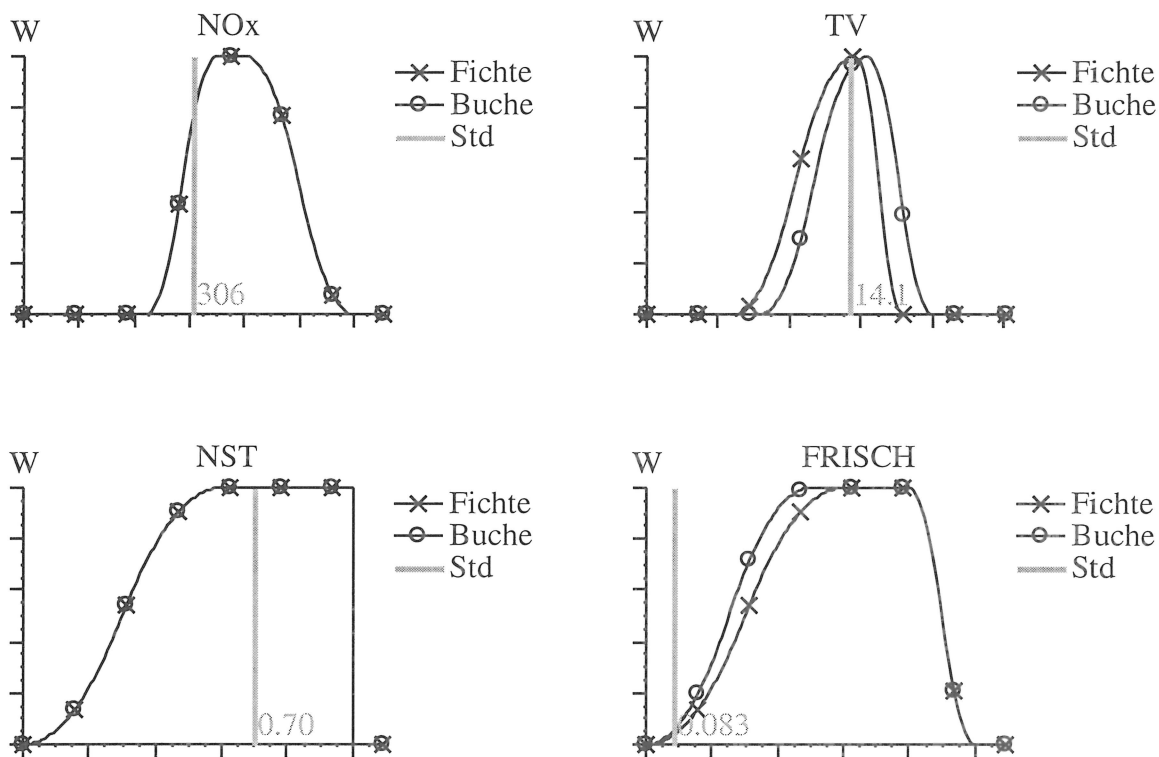 NOx
W
Fichte
Buche
Std
306
TV
W
Fichte
Buche
Std
14.1
NST
W
Fichte
Buche
Std
0.70
FRISCH
W
Fichte
Buche
Std
0.083